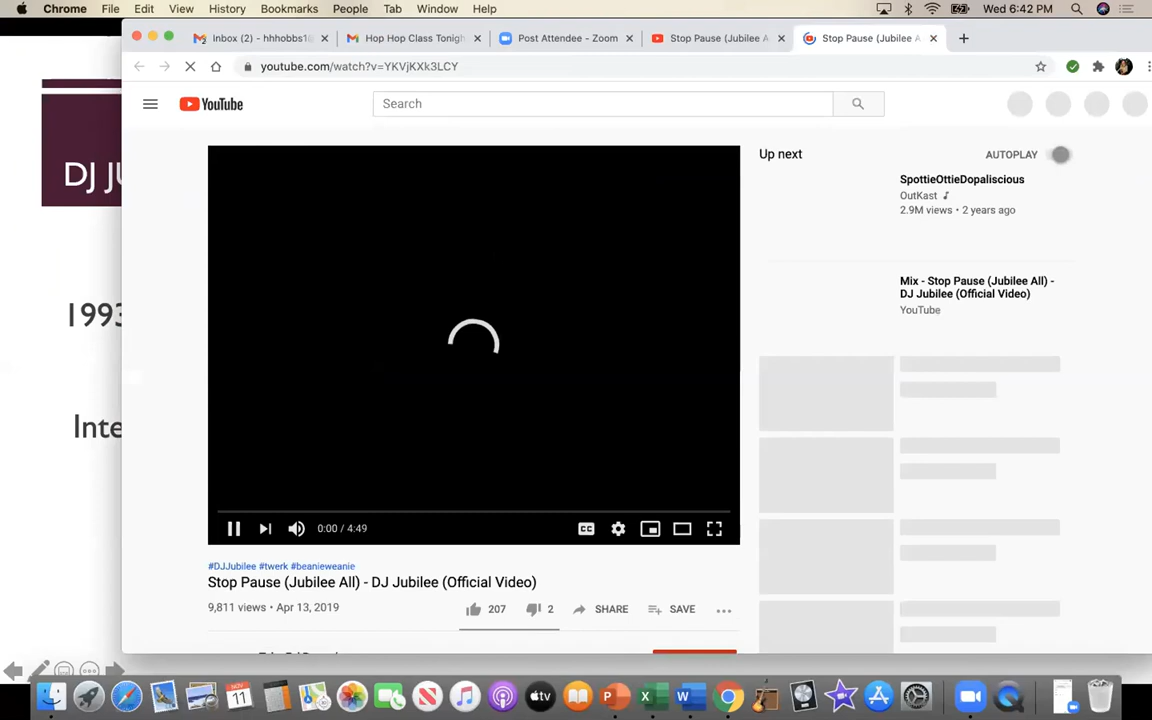 Chrome File Edit View History Bookmarks People Tab Window Help Wed 6:42 PM
Inbox (2) - hhhobbs1@ Hop Hop Class Tonigh Post Attendee - Zoom Stop Pause (Jubilee A Stop Pause (Jubilee A
youtube.com/watch?v=YKVjKXk3LCY
YouTube Search
Up next AUTOPLAY
DJ JU
SpottieOttieDopaliscious
OutKast
2.9M views • 2 years ago
Mix - Stop Pause (Jubilee All) -
DJ Jubilee (Official Video)
YouTube
1993
Inte
CC
0:00 / 4:49
#DJJubilee #twerk #beanieweanie
Stop Pause (Jubilee All) - DJ Jubilee (Official Video)
9,811 views • Apr 13, 2019 207 2 SHARE SAVE
NOV
11
tv